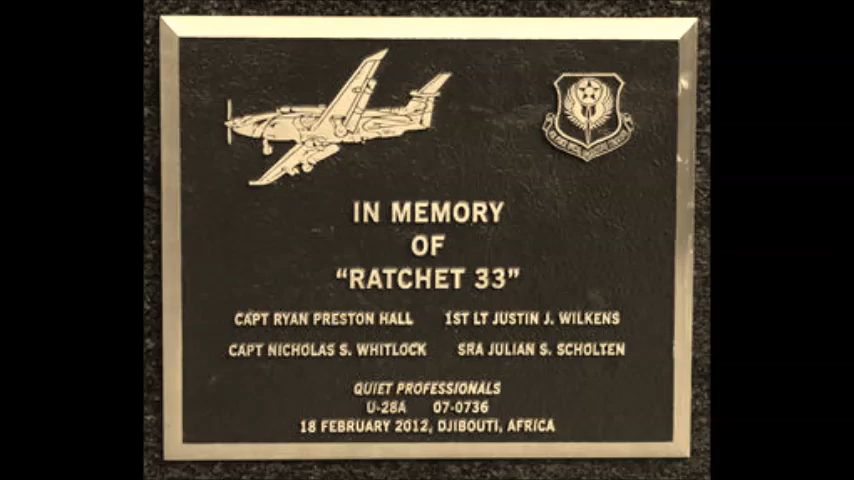 IN MEMORY
OF
“RATCHET 33”
CAPT RYAN PRESTON HALL 1ST LT JUSTIN J. WILKENS
CAPT NICHOLAS S. WHITLOCK SRA JULIAN S. SCHOLTEN
QUIET PROFESSIONALS
U-28A 07-0736
18 FEBRUARY 2012, DJIBOUTI, AFRICA